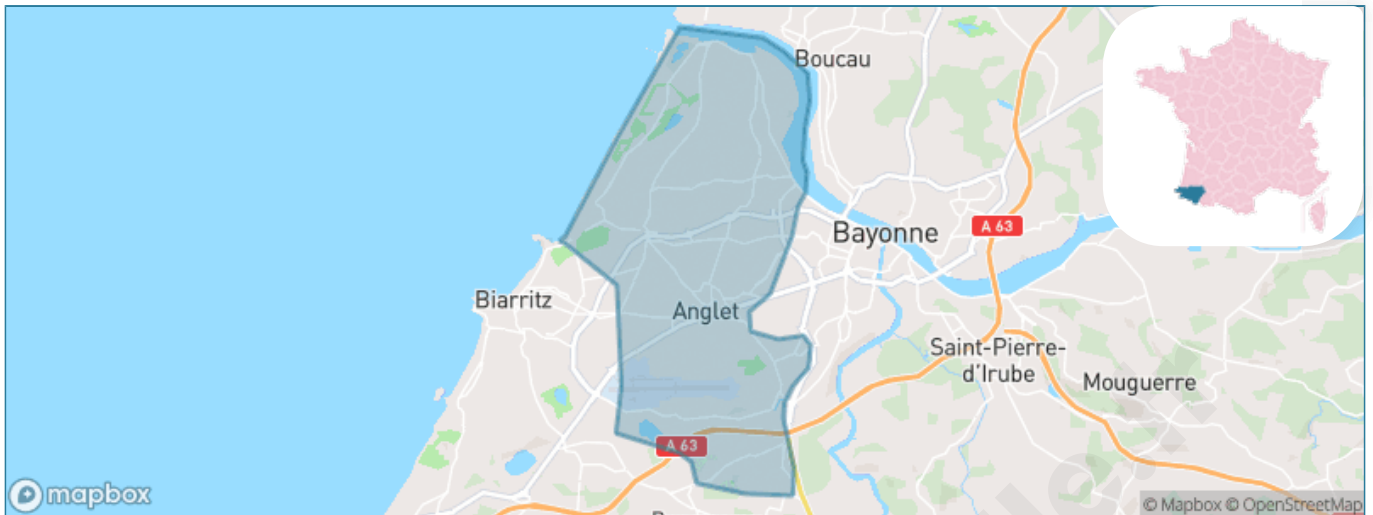 Boucau
Bayonne
A 63
Biarritz
Anglet
Saint-Pierre-
d'Irube
Mouguerre
A 63
mapbox
© Mapbox © OpenStreetMap